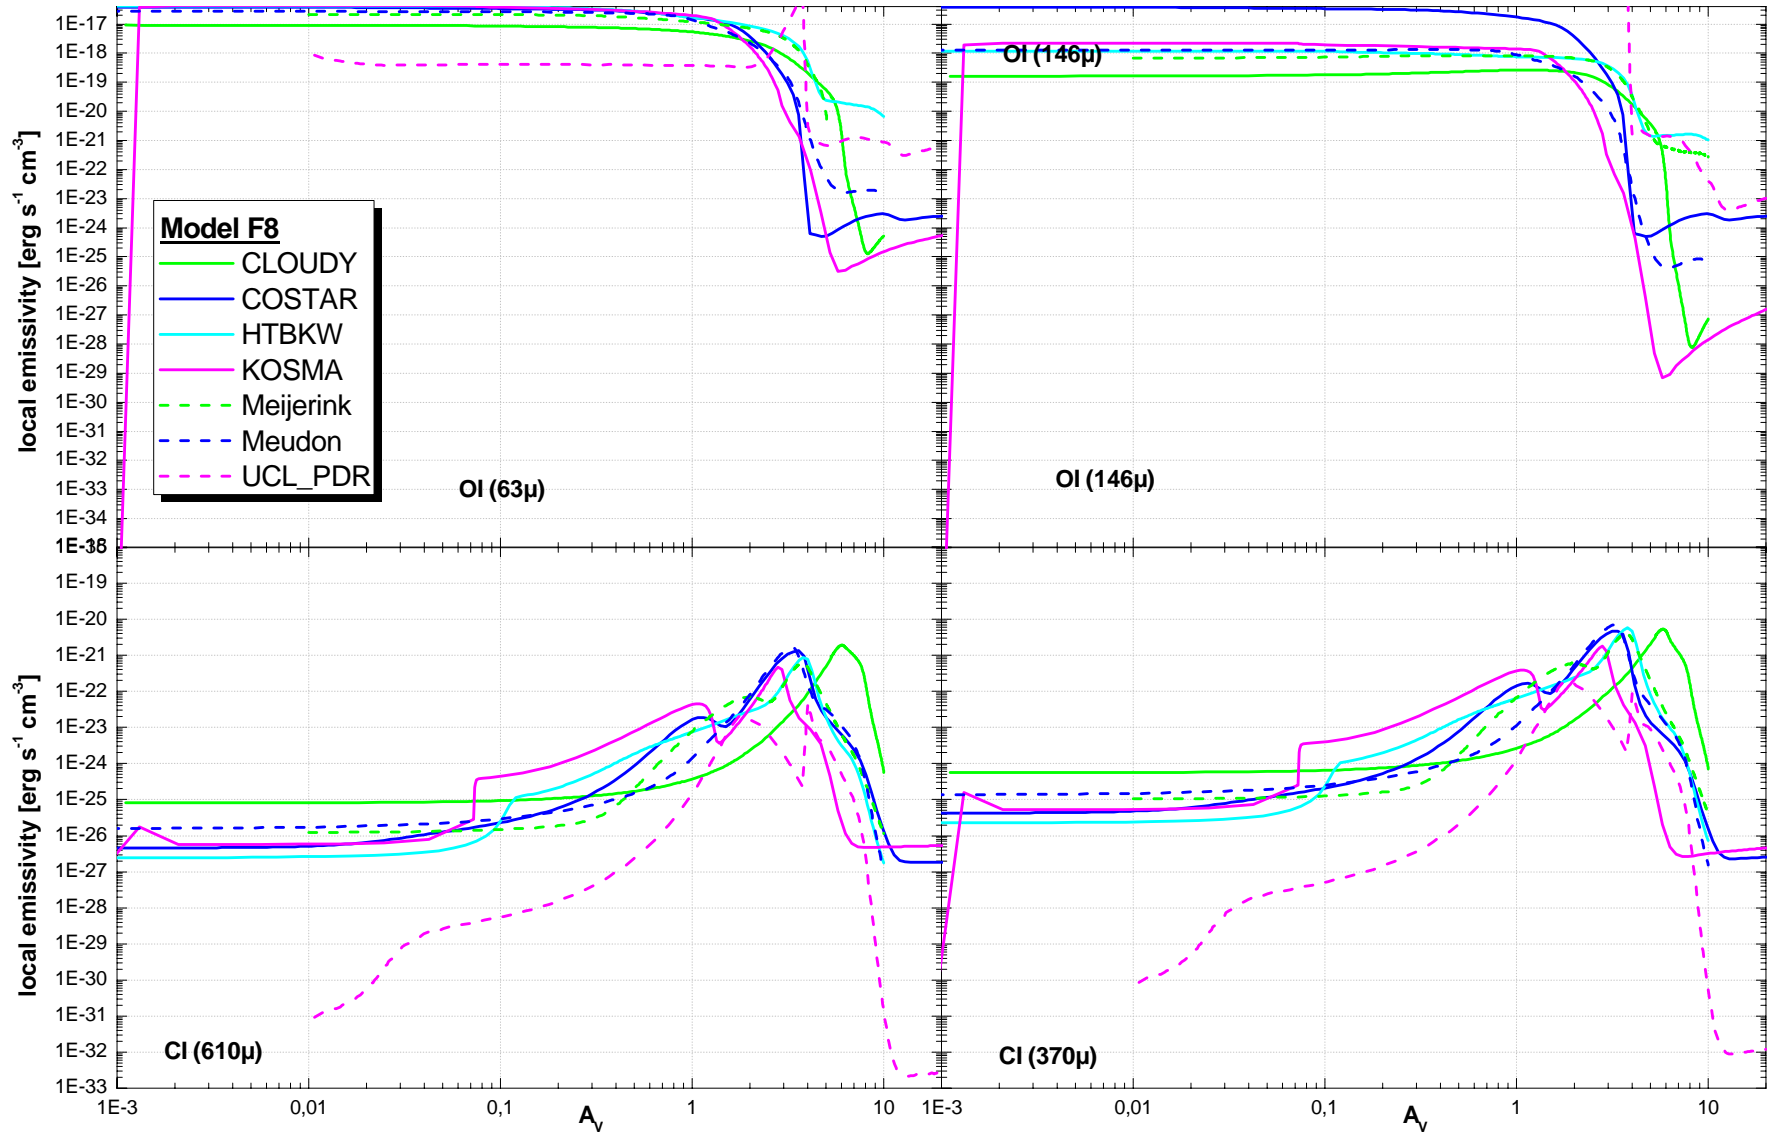 1E-17
1E-18
1E-19
1E-20
1E-21
1E-22
1E-23
1E-24
1E-25
1E-26
1E-27
1E-28
1E-29
1E-30
1E-31
1E-32
1E-33
1E-34
local emissivity [erg s⁻¹ cm⁻³]
Model F8
CLOUDY
COSTAR
HTBKW
KOSMA
Meijerink
Meudon
UCL_PDR
OI (63µ)
OI (146µ)
OI (146µ)
1E-19
1E-20
1E-21
1E-22
1E-23
1E-24
1E-25
1E-26
1E-27
1E-28
1E-29
1E-30
1E-31
1E-32
1E-33
local emissivity [erg s⁻¹ cm⁻³]
CI (610µ)
CI (370µ)
1E-3 0,01 0,1 1 10 1E-3 0,01 0,1 1 10
Aᵥ Aᵥ